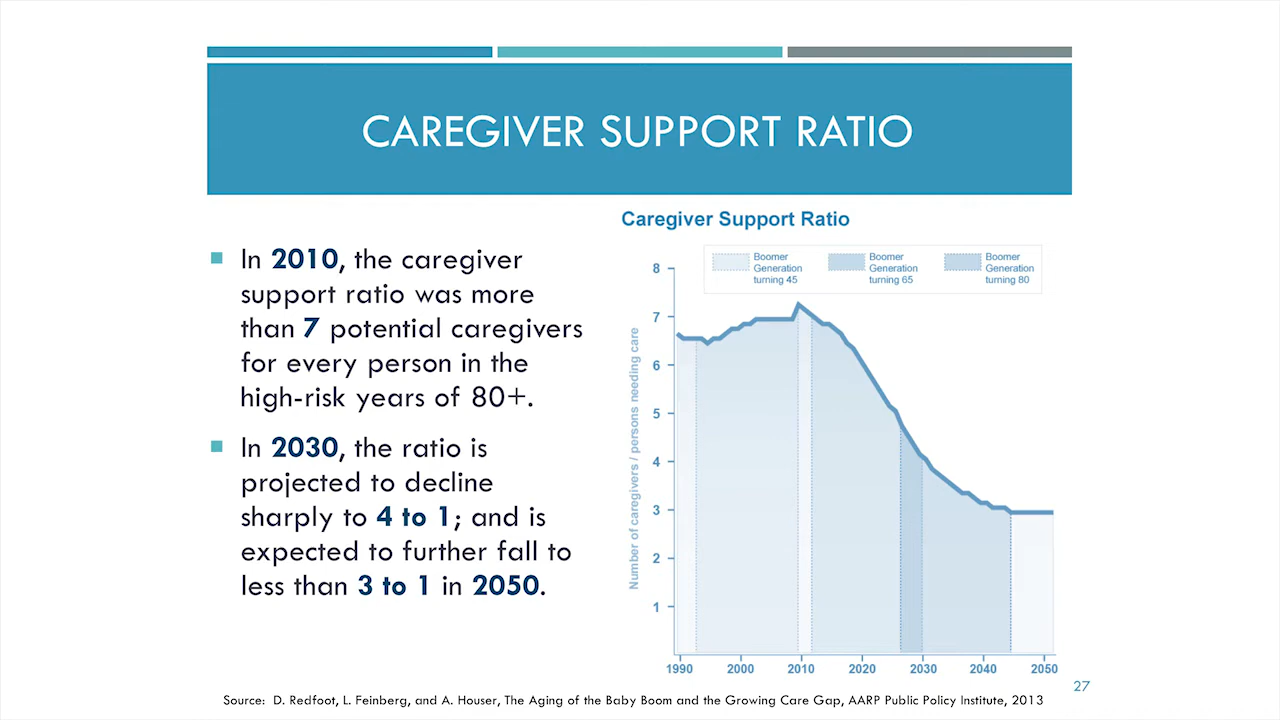 CAREGIVER SUPPORT RATIO
In 2010, the caregiver
support ratio was more
than 7 potential caregivers
for every person in the
high-risk years of 80+.
In 2030, the ratio is
projected to decline
sharply to 4 to 1; and is
expected to further fall to
less than 3 to 1 in 2050.
Caregiver Support Ratio
Boomer
Generation
turning 45
Boomer
Generation
turning 65
Boomer
Generation
turning 80
Number of caregivers / persons needing care
8
7
6
5
4
3
2
1
1990 2000 2010 2020 2030 2040 2050
27
Source: D. Redfoot, L. Feinberg, and A. Houser, The Aging of the Baby Boom and the Growing Care Gap, AARP Public Policy Institute, 2013